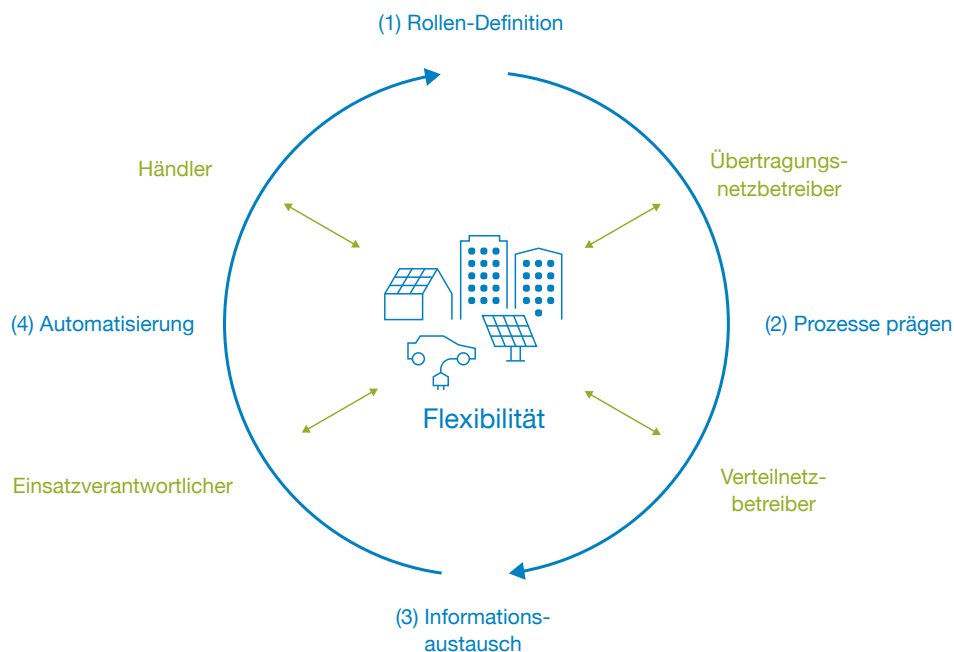 (1) Rollen-Definition
Händler
Übertragungs-
netzbetreiber
(4) Automatisierung
(2) Prozesse prägen
Flexibilität
Einsatzverantwortlicher
Verteilnetz-
betreiber
(3) Informations-
austausch